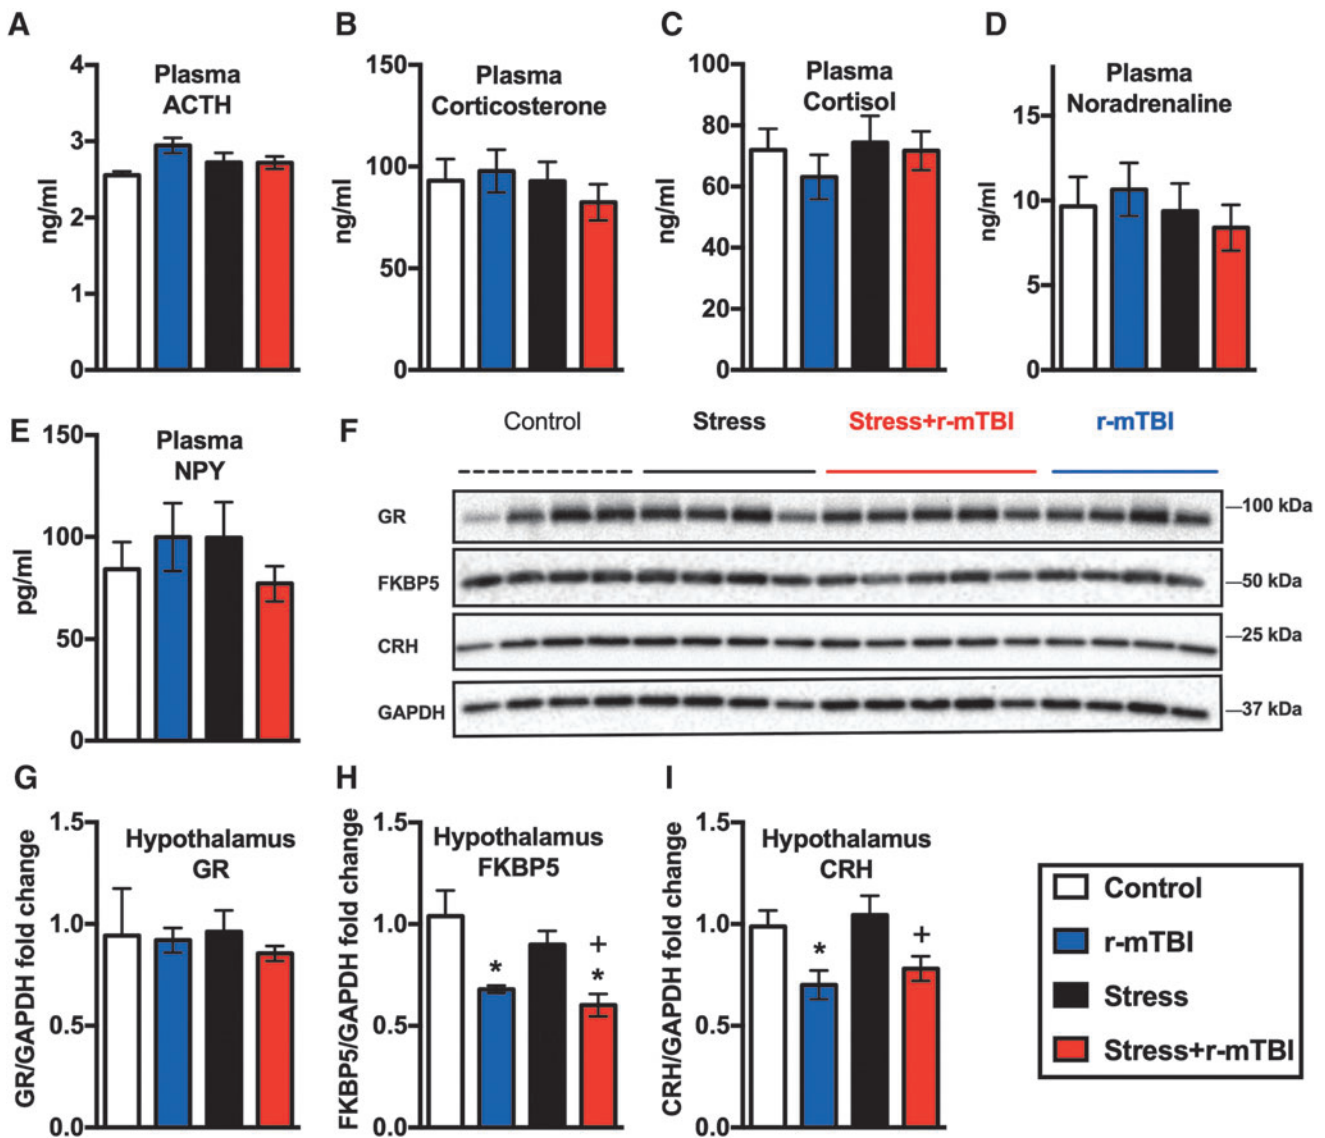 A
B
C
D
4
3
2
1
0
ng/ml
Plasma
ACTH
150
100
50
0
ng/ml
Plasma
Corticosterone
100
80
60
40
20
0
ng/ml
Plasma
Cortisol
15
10
5
0
ng/ml
Plasma
Noradrenaline
E
150
100
50
0
pg/ml
Plasma
NPY
F
Control
Stress
Stress+r-mTBI
r-mTBI
GR
100 kDa
FKBP5
50 kDa
CRH
25 kDa
GAPDH
37 kDa
G
1.5
1.0
0.5
0.0
GR/GAPDH fold change
Hypothalamus
GR
H
1.5
1.0
0.5
0.0
FKBP5/GAPDH fold change
Hypothalamus
FKBP5
*
+
*
I
1.5
1.0
0.5
0.0
CRH/GAPDH fold change
Hypothalamus
CRH
*
+
Control
r-mTBI
Stress
Stress+r-mTBI